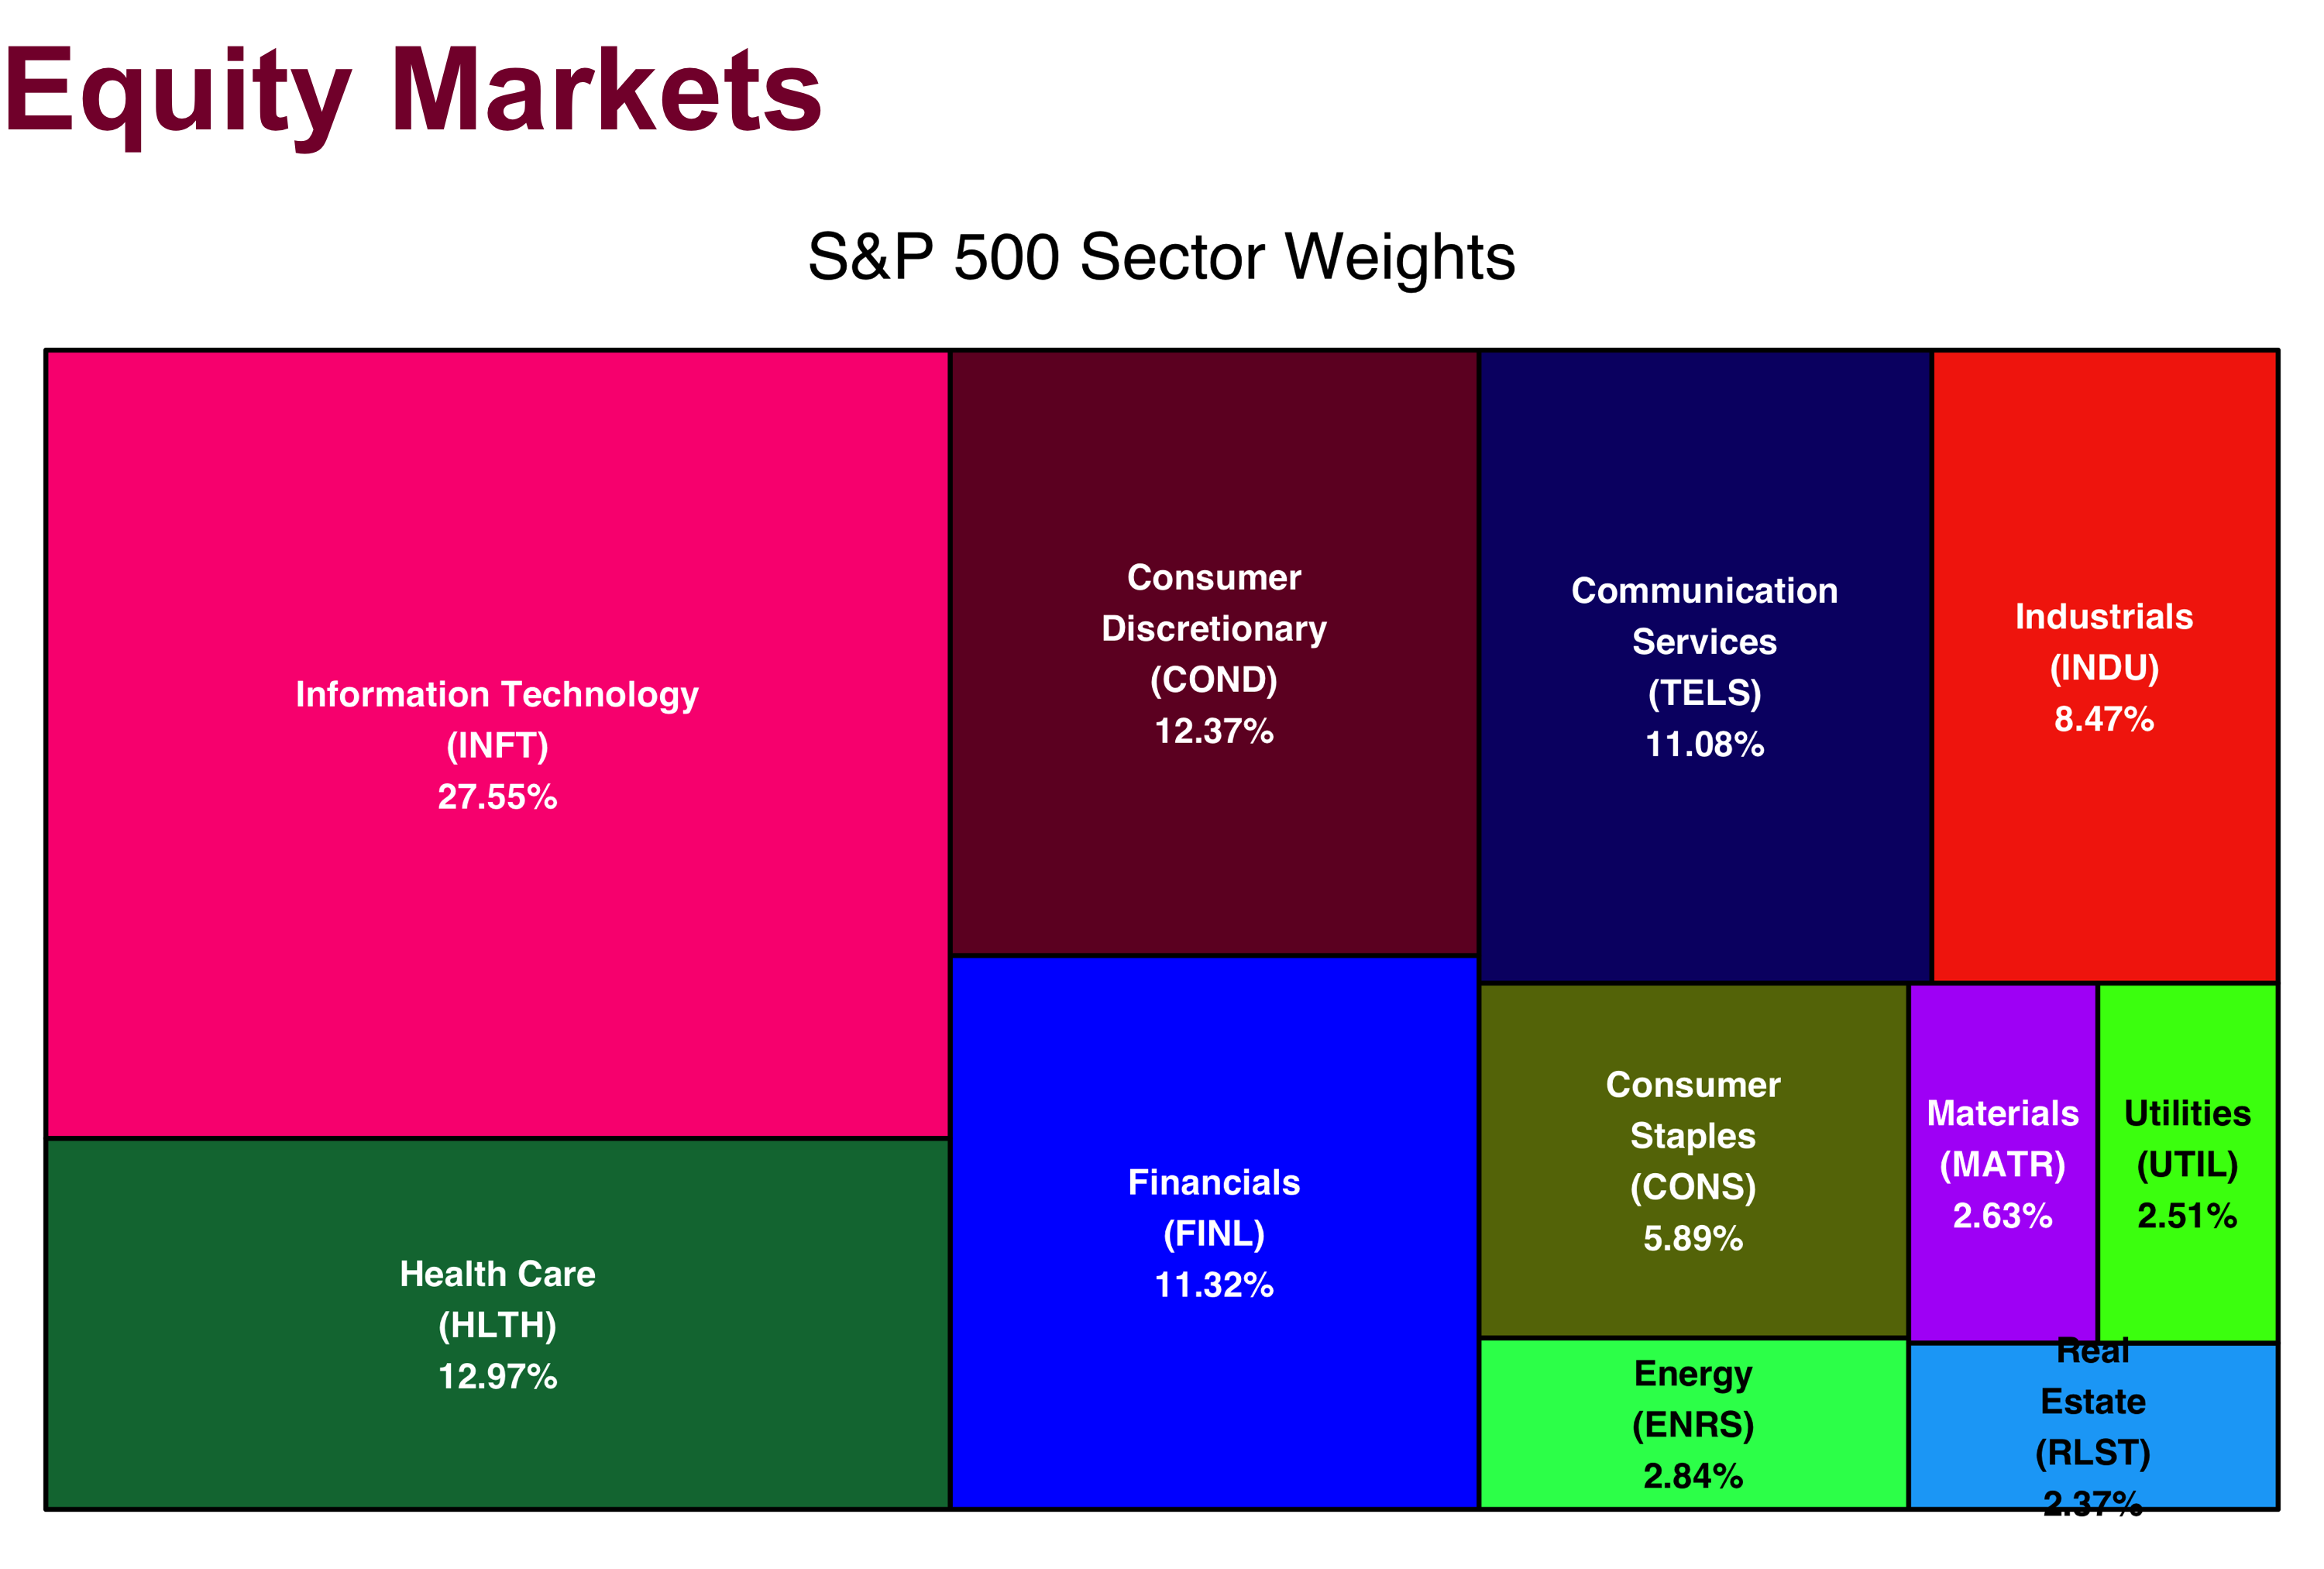 Equity Markets
S&P 500 Sector Weights
Information Technology
(INFT)
27.55%
Health Care
(HLTH)
12.97%
Consumer
Discretionary
(COND)
12.37%
Financials
(FINL)
11.32%
Communication
Services
(TELS)
11.08%
Industrials
(INDU)
8.47%
Consumer
Staples
(CONS)
5.89%
Energy
(ENRS)
2.84%
Materials
(MATR)
2.63%
Utilities
(UTIL)
2.51%
Real
Estate
(RLST)
2.37%